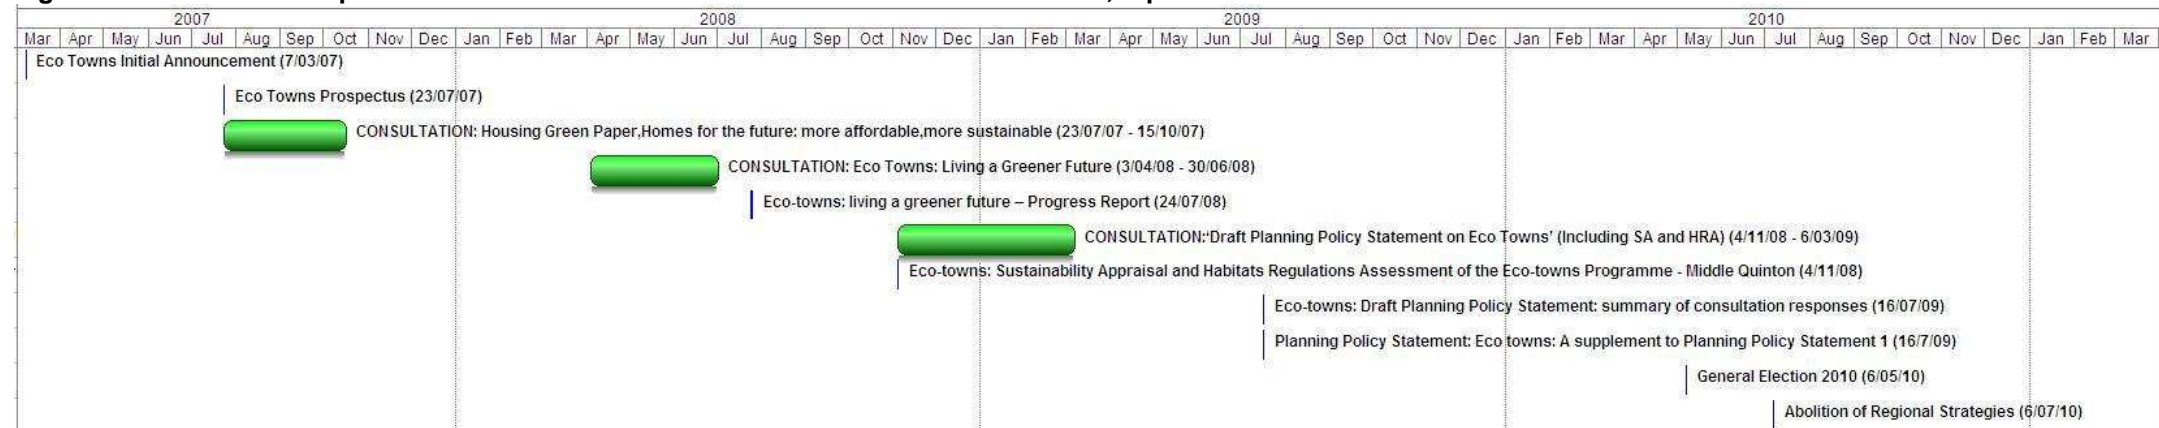 2007 2008 2009 2010
Mar Apr May Jun Jul Aug Sep Oct Nov Dec Jan Feb Mar Apr May Jun Jul Aug Sep Oct Nov Dec Jan Feb Mar Apr May Jun Jul Aug Sep Oct Nov Dec Jan Feb Mar Apr May Jun Jul Aug Sep Oct Nov Dec Jan Feb Mar
Eco Towns Initial Announcement (7/03/07)
Eco Towns Prospectus (23/07/07)
CONSULTATION: Housing Green Paper,Homes for the future: more affordable,more sustainable (23/07/07 - 15/10/07)
CONSULTATION: Eco Towns: Living a Greener Future (3/04/08 - 30/06/08)
Eco-towns: living a greener future – Progress Report (24/07/08)
CONSULTATION:‘Draft Planning Policy Statement on Eco Towns’ (Including SA and HRA) (4/11/08 - 6/03/09)
Eco-towns: Sustainability Appraisal and Habitats Regulations Assessment of the Eco-towns Programme - Middle Quinton (4/11/08)
Eco-towns: Draft Planning Policy Statement: summary of consultation responses (16/07/09)
Planning Policy Statement: Eco towns: A supplement to Planning Policy Statement 1 (16/7/09)
General Election 2010 (6/05/10)
Abolition of Regional Strategies (6/07/10)